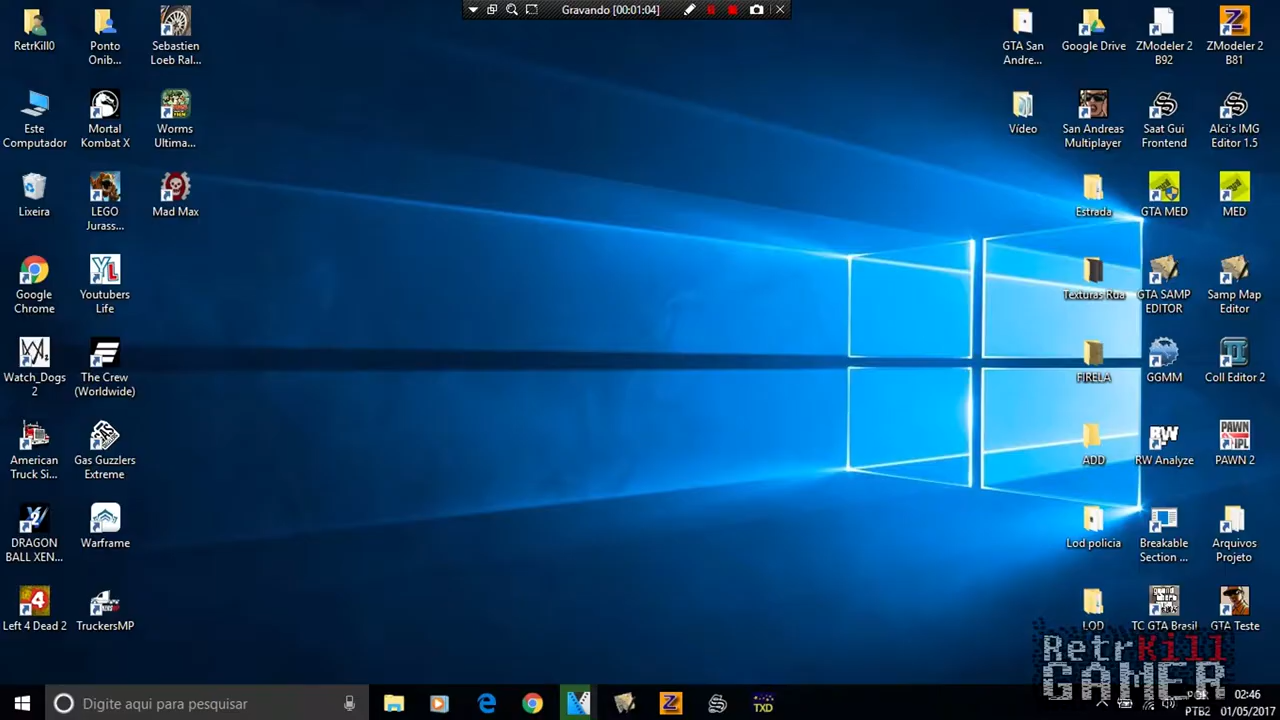 Gravando [00:01:04]
RetrKill0
Ponto
Onib...
Sebastien
Loeb Ral...
GTA San
Andre...
Google Drive
ZModeler 2
B92
ZModeler 2
B81
Este
Computador
Mortal
Kombat X
Worms
Ultima...
Vídeo
San Andreas
Multiplayer
Saat Gui
Frontend
Alci's IMG
Editor 1.5
Lixeira
LEGO
Jurass...
Mad Max
Estrada
GTA MED
MED
Google
Chrome
Youtubers
Life
Texturas Rua
GTA SAMP
EDITOR
Samp Map
Editor
Watch_Dogs
2
The Crew
(Worldwide)
FIRELA
GGMM
Coll Editor 2
American
Truck Si...
Gas Guzzlers
Extreme
ADD
RW Analyze
PAWN 2
DRAGON
BALL XEN...
Warframe
Lod policia
Breakable
Section ...
Arquivos
Projeto
Left 4 Dead 2
TruckersMP
LOD
TC GTA Brasil
GTA Teste
RetrKill
GAMER
Digite aqui para pesquisar
TXD
POR
PTB2
02:46
01/05/2017